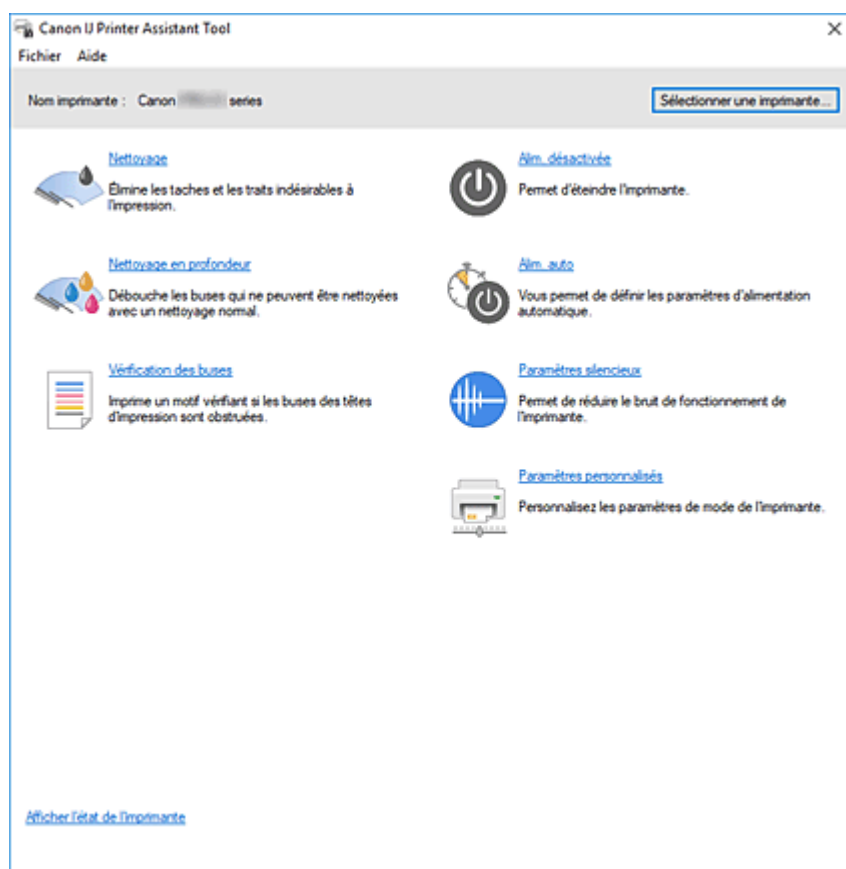 Canon IJ Printer Assistant Tool
Fichier Aide
Nom imprimante : Canon series
Sélectionner une imprimante...
Nettoyage
Élimine les taches et les traits indésirables à
l'impression.
Nettoyage en profondeur
Débouche les buses qui ne peuvent être nettoyées
avec un nettoyage normal.
Vérification des buses
Imprime un motif vérifiant si les buses des têtes
d'impression sont obstruées.
Alim. désactivée
Permet d'éteindre l'imprimante.
Alim. auto
Vous permet de définir les paramètres d'alimentation
automatique.
Paramètres silencieux
Permet de réduire le bruit de fonctionnement de
l'imprimante.
Paramètres personnalisés
Personnalisez les paramètres de mode de l'imprimante.
Afficher l'état de l'imprimante